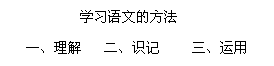 学习语文的方法
一、理解 二、识记 三、运用